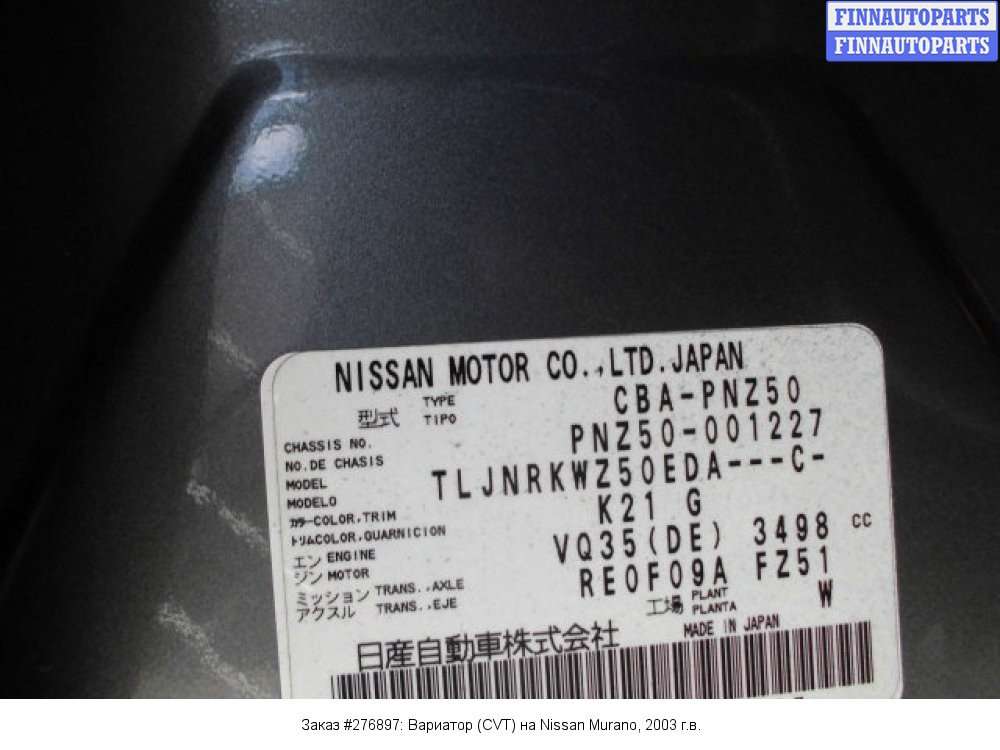 FINNAUTOPARTS
FINNAUTOPARTS
NISSAN MOTOR CO.,LTD.JAPAN
型式 TYPE TIPO CBA-PNZ50
CHASSIS NO. PNZ50-001227
NO.DE CHASIS
MODEL TLJNRKWZ50EDA---C-
MODELO
カラー COLOR,TRIM K21 G
トリム COLOR,GUARNICION
エンジン ENGINE MOTOR VQ35(DE) 3498 CC
ミッション TRANS..AXLE RE0F09A FZ51
アクスル TRANS..EJE 工場 PLANT PLANTA W
MADE IN JAPAN
日産自動車株式会社
Заказ #276897: Вариатор (CVT) на Nissan Murano, 2003 г.в.